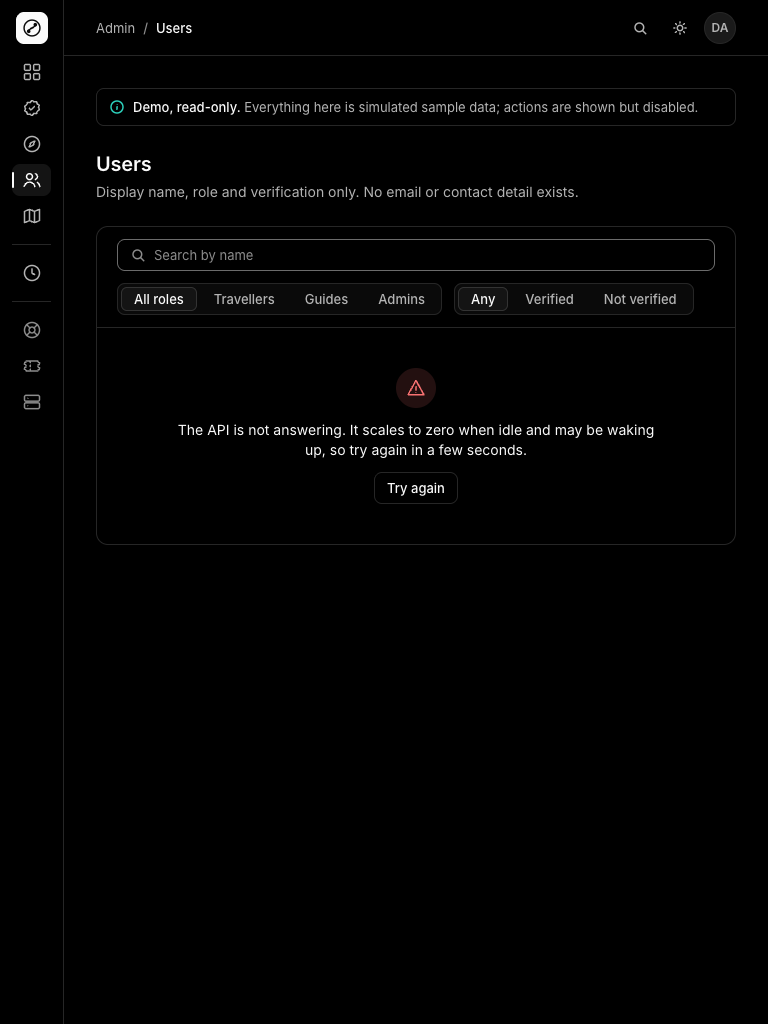 Admin / Users
DA
Demo, read-only. Everything here is simulated sample data; actions are shown but disabled.
Users
Display name, role and verification only. No email or contact detail exists.
Search by name
All roles Travellers Guides Admins Any Verified Not verified
The API is not answering. It scales to zero when idle and may be waking
up, so try again in a few seconds.
Try again